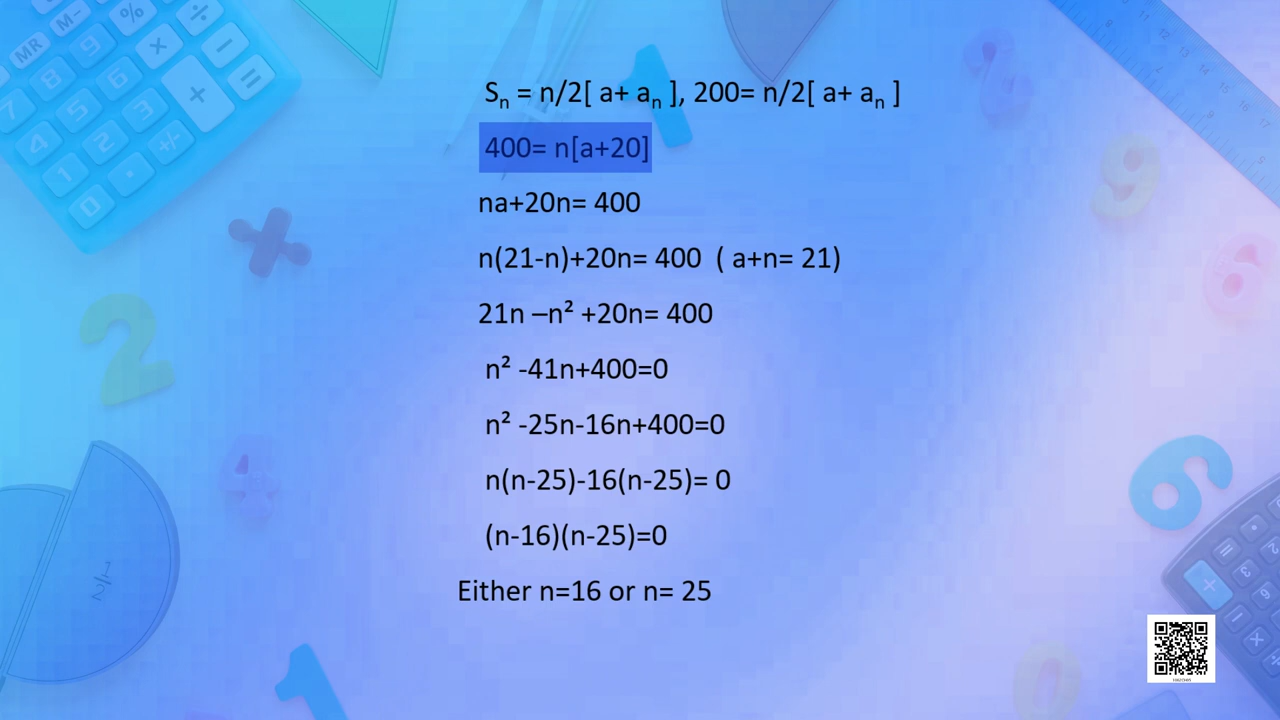 Sₙ = n/2[ a+ aₙ ], 200= n/2[ a+ aₙ ]
400= n[a+20]
na+20n= 400
n(21-n)+20n= 400 ( a+n= 21)
21n –n² +20n= 400
n² -41n+400=0
n² -25n-16n+400=0
n(n-25)-16(n-25)= 0
(n-16)(n-25)=0
Either n=16 or n= 25